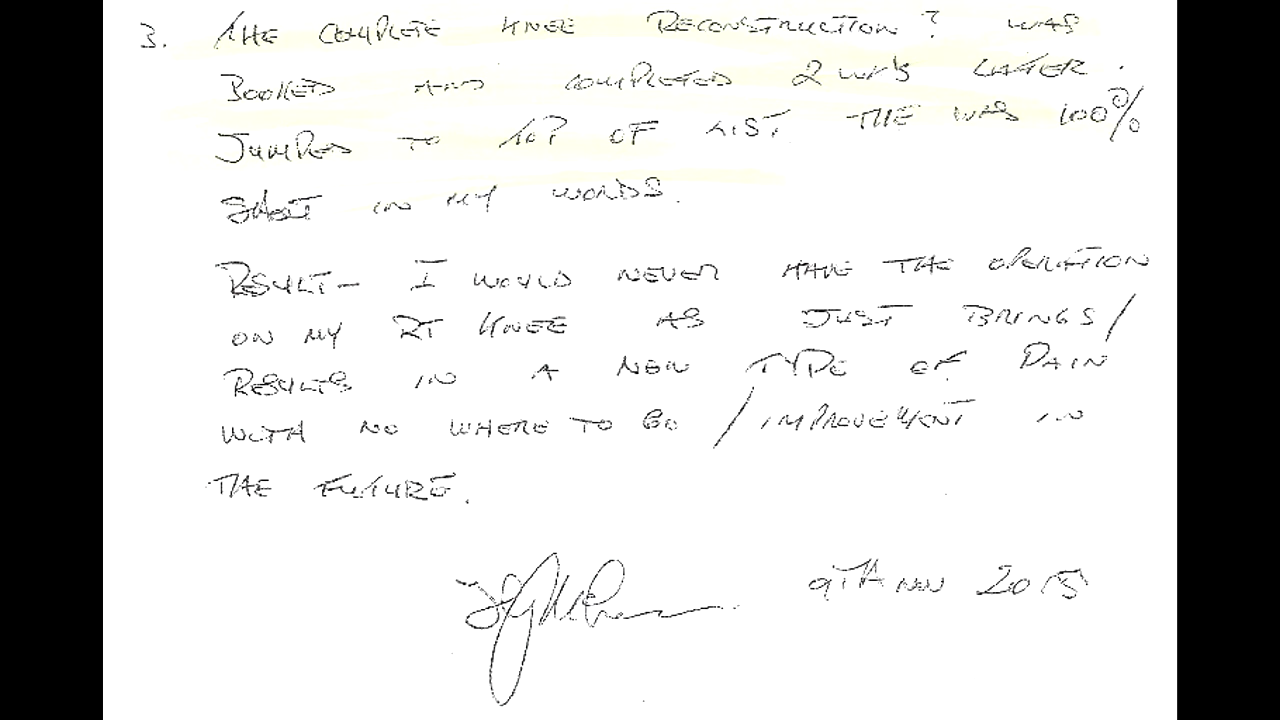 3. THE COMPLETE KNEE RECONSTRUCTION? WAS
BOOKED AND COMPLETED 2 WKS LATER.
JUMPED TO TOP OF LIST. THE WAS 100%
IN MY WORDS.
RESULT - I WOULD NEVER HAVE THE OPERATION
ON MY RT KNEE AS JUST BRINGS/
RESULTS IN A NEW TYPE OF PAIN
WITH NO WHERE TO GO / IMPROVEMENT IN
THE FUTURE.
9TH NOV 2015